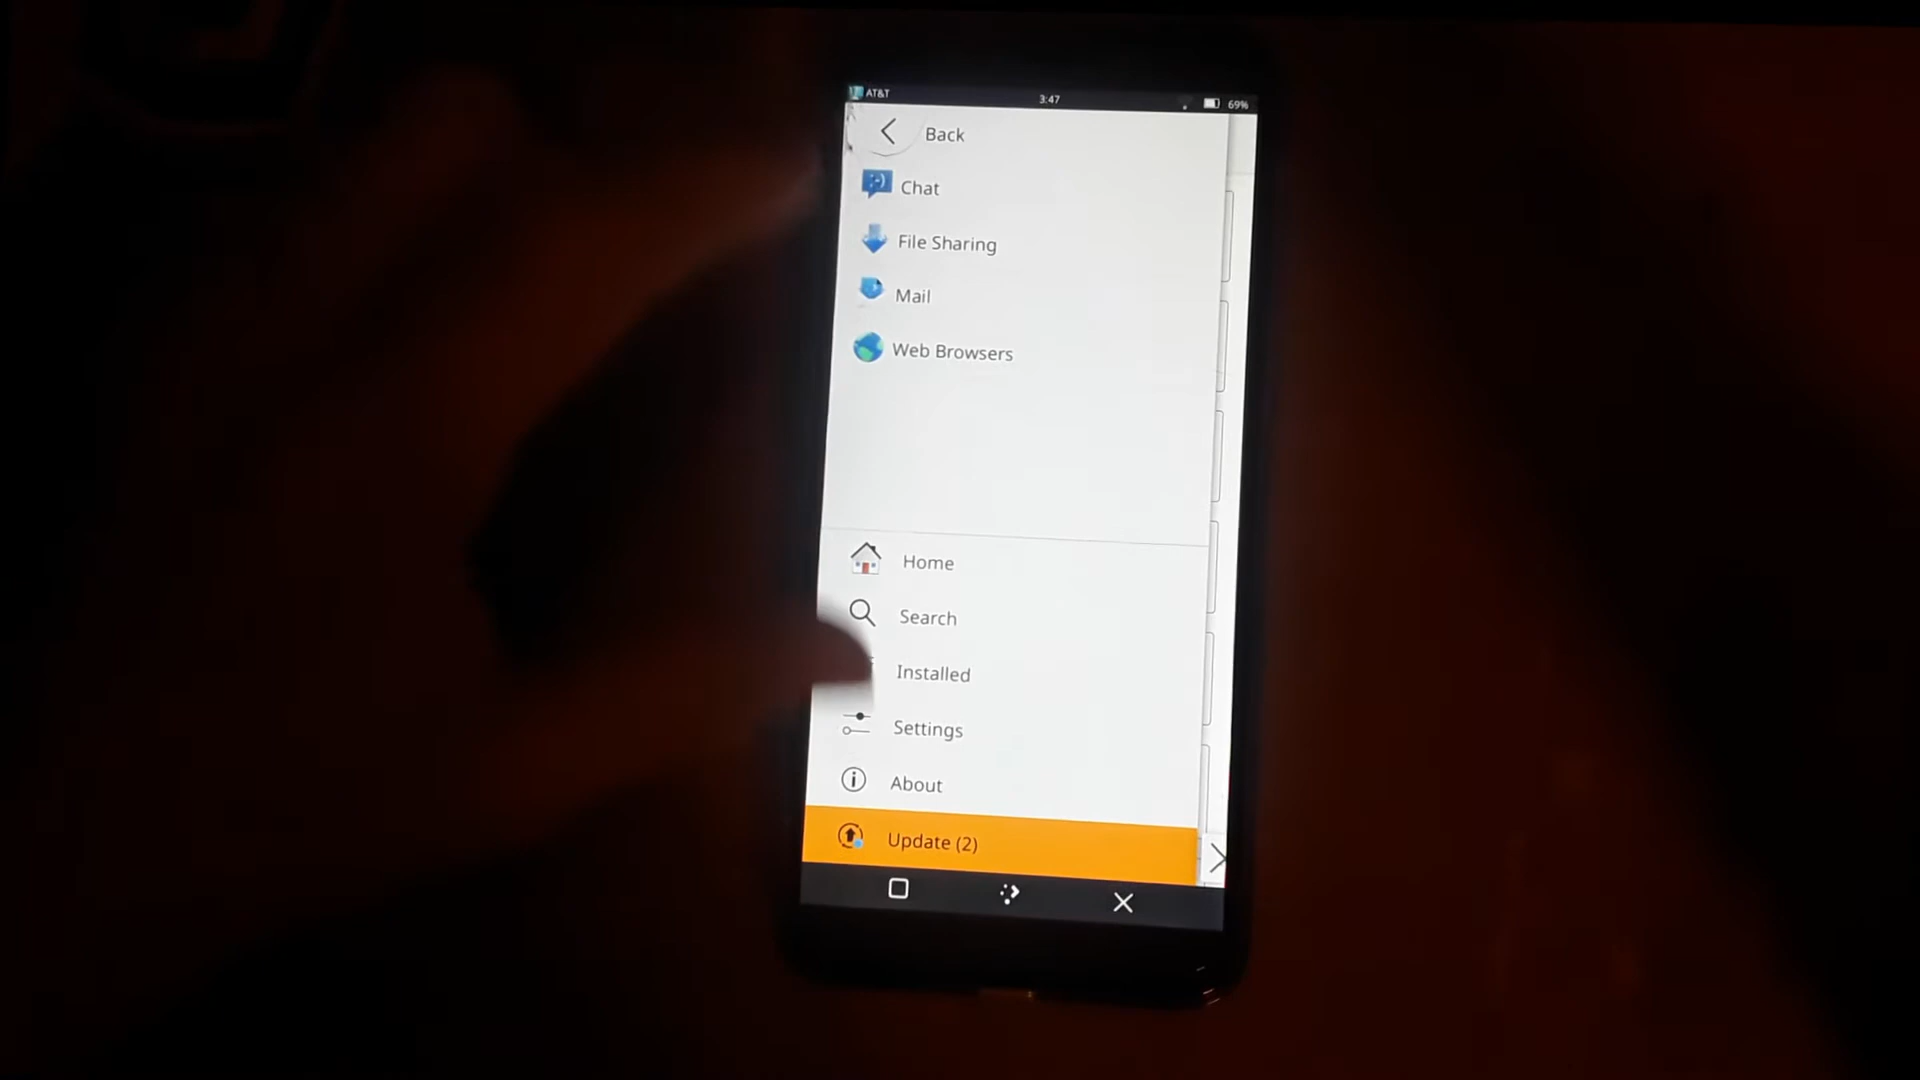 AT&T 3:47 69%
Back
Chat
File Sharing
Mail
Web Browsers
Home
Search
Installed
Settings
About
Update (2)